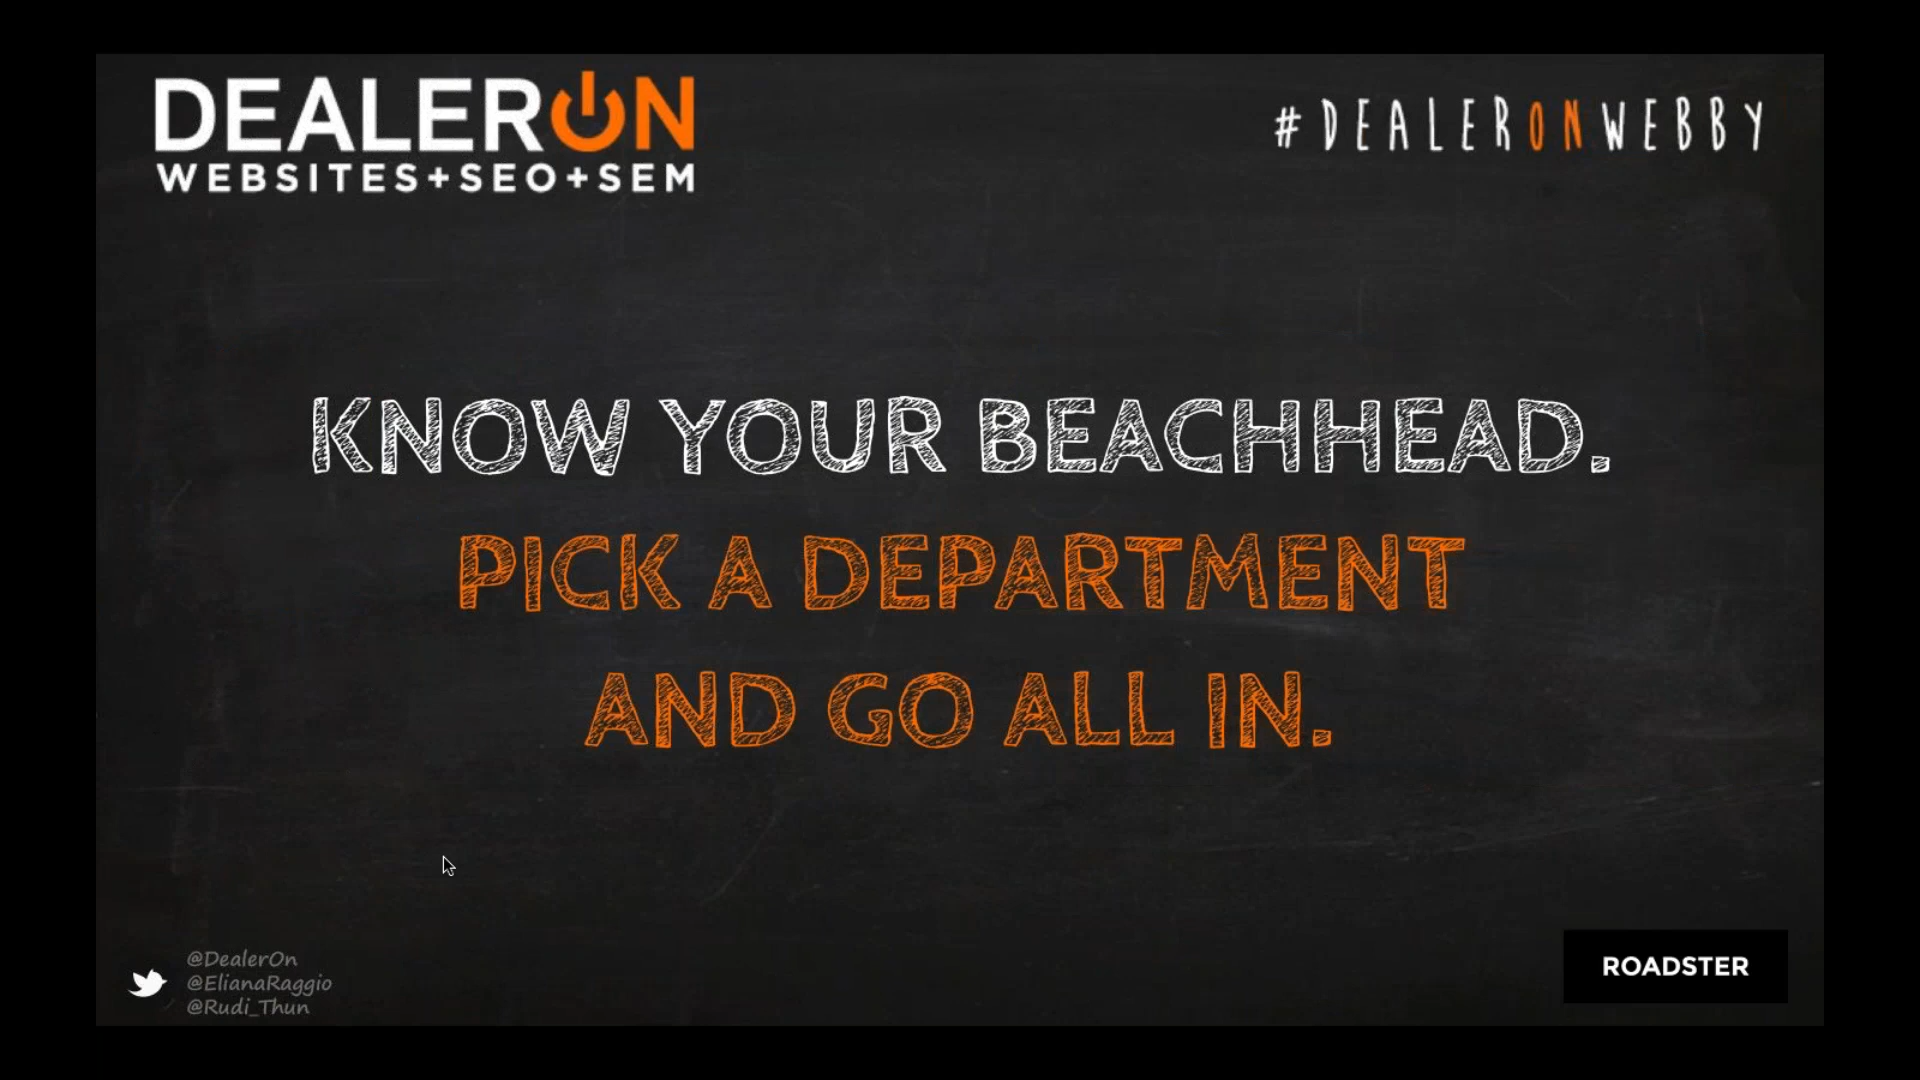 DEALERON
WEBSITES+SEO+SEM
#DEALERONWEBBY
KNOW YOUR BEACHHEAD.
PICK A DEPARTMENT
AND GO ALL IN.
@DealerOn
@ElianaRaggio
@Rudi_Thun
ROADSTER